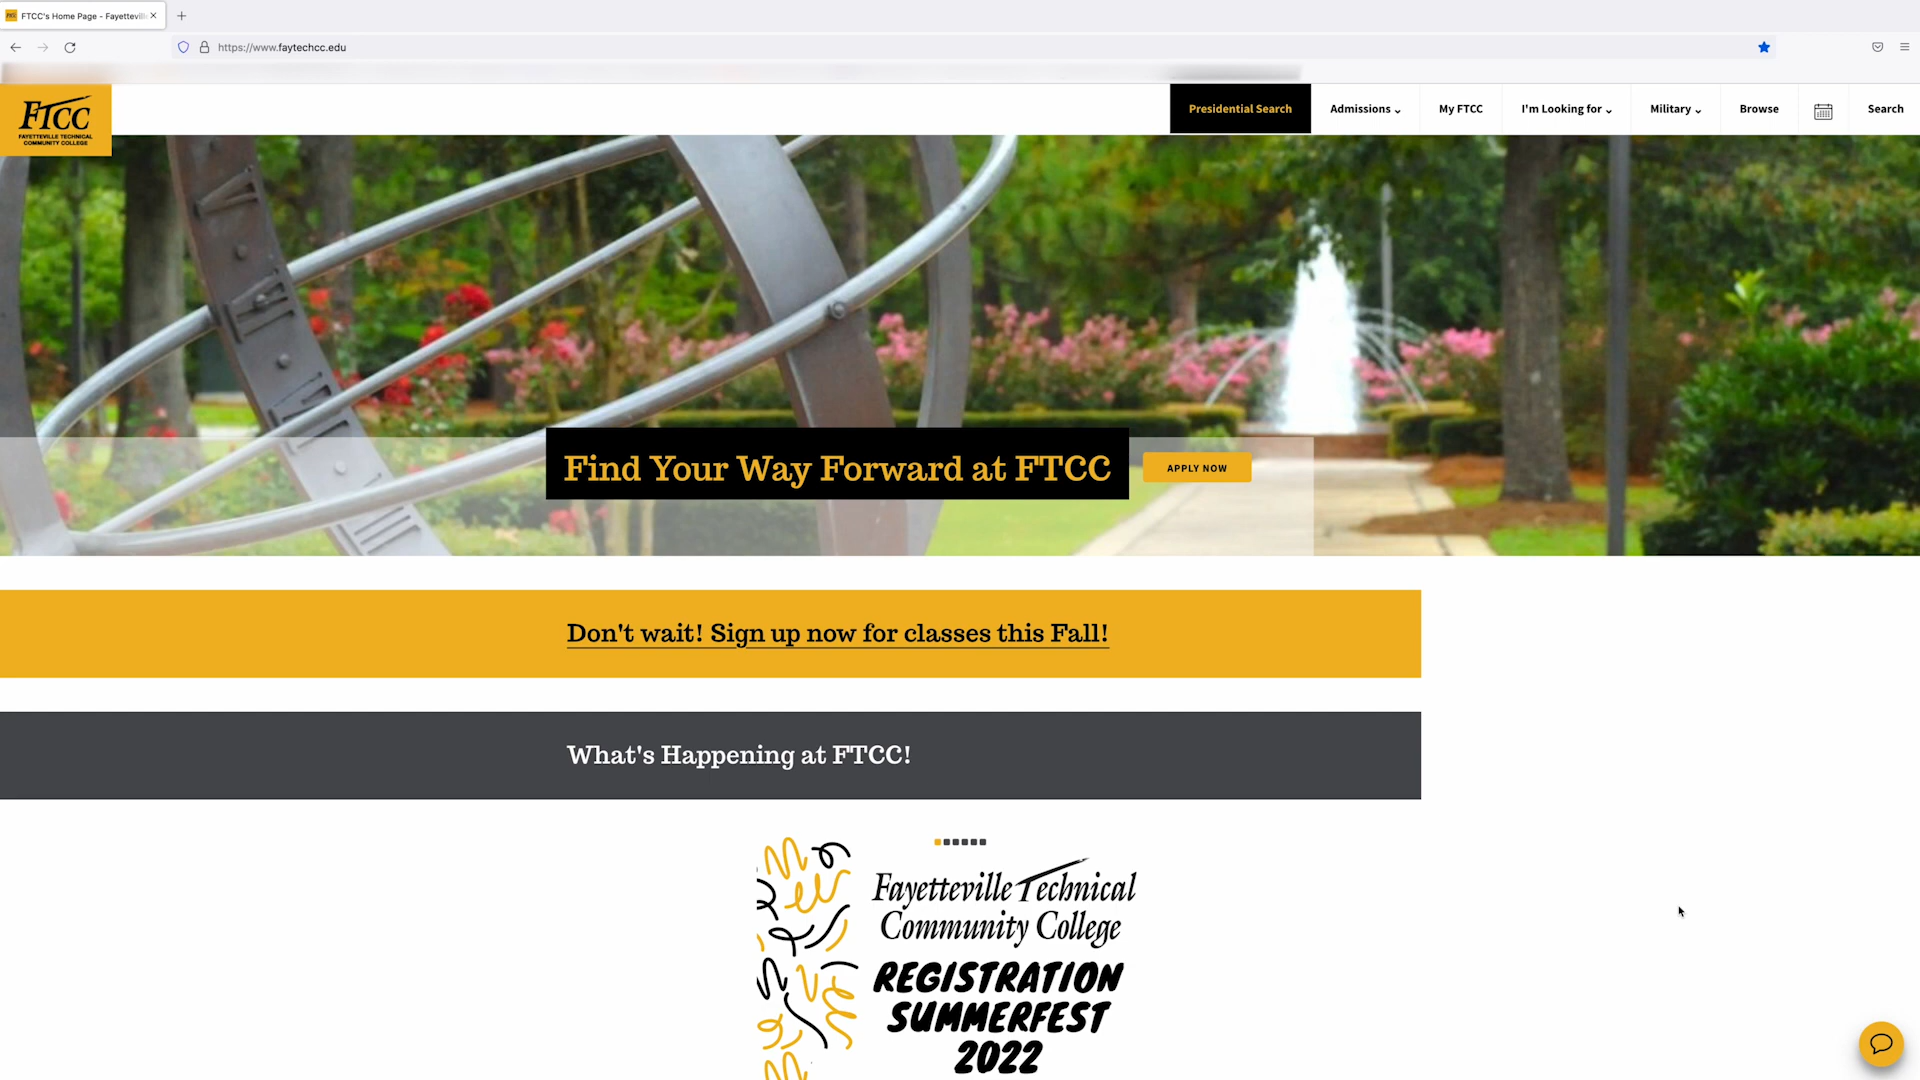 FTCC's Home Page - Fayettevill
https://www.faytechcc.edu
FTCC
FAYETTEVILLE TECHNICAL
COMMUNITY COLLEGE
Presidential Search
Admissions
My FTCC
I'm Looking for
Military
Browse
Search
Find Your Way Forward at FTCC
APPLY NOW
Don't wait! Sign up now for classes this Fall!
What's Happening at FTCC!
Fayetteville Technical
Community College
REGISTRATION
SUMMERFEST
2022